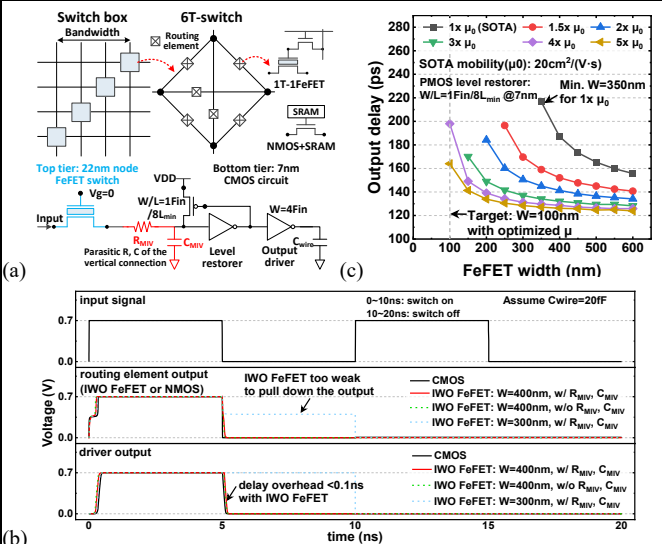 Switch box
Bandwidth
6T-switch
Routing
element
1T-1FeFET
SRAM
NMOS+SRAM
Top tier: 22nm node
FeFET switch
Bottom tier: 7nm
CMOS circuit
Vg=0
VDD
W/L=1Fin
/8Lmin
W=4Fin
Input
RMIV
CMIV
Cwire
Parasitic R, C of the
vertical connection
Level
restorer
Output
driver
(a)
1x μ0 (SOTA)
1.5x μ0
2x μ0
3x μ0
4x μ0
5x μ0
SOTA mobility(μ0): 20cm²/(V·s)
PMOS level restorer:
W/L=1Fin/8Lmin @7nm
Min. W=350nm
for 1x μ0
Target: W=100nm
with optimized μ
Output delay (ps)
280
260
240
220
200
180
160
140
120
100
0 100 200 300 400 500 600
FeFET width (nm)
(c)
input signal
0~10ns: switch on
10~20ns: switch off
Assume Cwire=20fF
0.7
0.0
routing element output
(IWO FeFET or NMOS)
IWO FeFET too weak
to pull down the output
CMOS
IWO FeFET: W=400nm, w/ RMIV, CMIV
IWO FeFET: W=400nm, w/o RMIV, CMIV
IWO FeFET: W=300nm, w/ RMIV, CMIV
0.7
0.0
Voltage (V)
driver output
delay overhead <0.1ns
with IWO FeFET
CMOS
IWO FeFET: W=400nm, w/ RMIV, CMIV
IWO FeFET: W=400nm, w/o RMIV, CMIV
IWO FeFET: W=300nm, w/ RMIV, CMIV
0.7
0.0
0 5 10 15 20
time (ns)
(b)